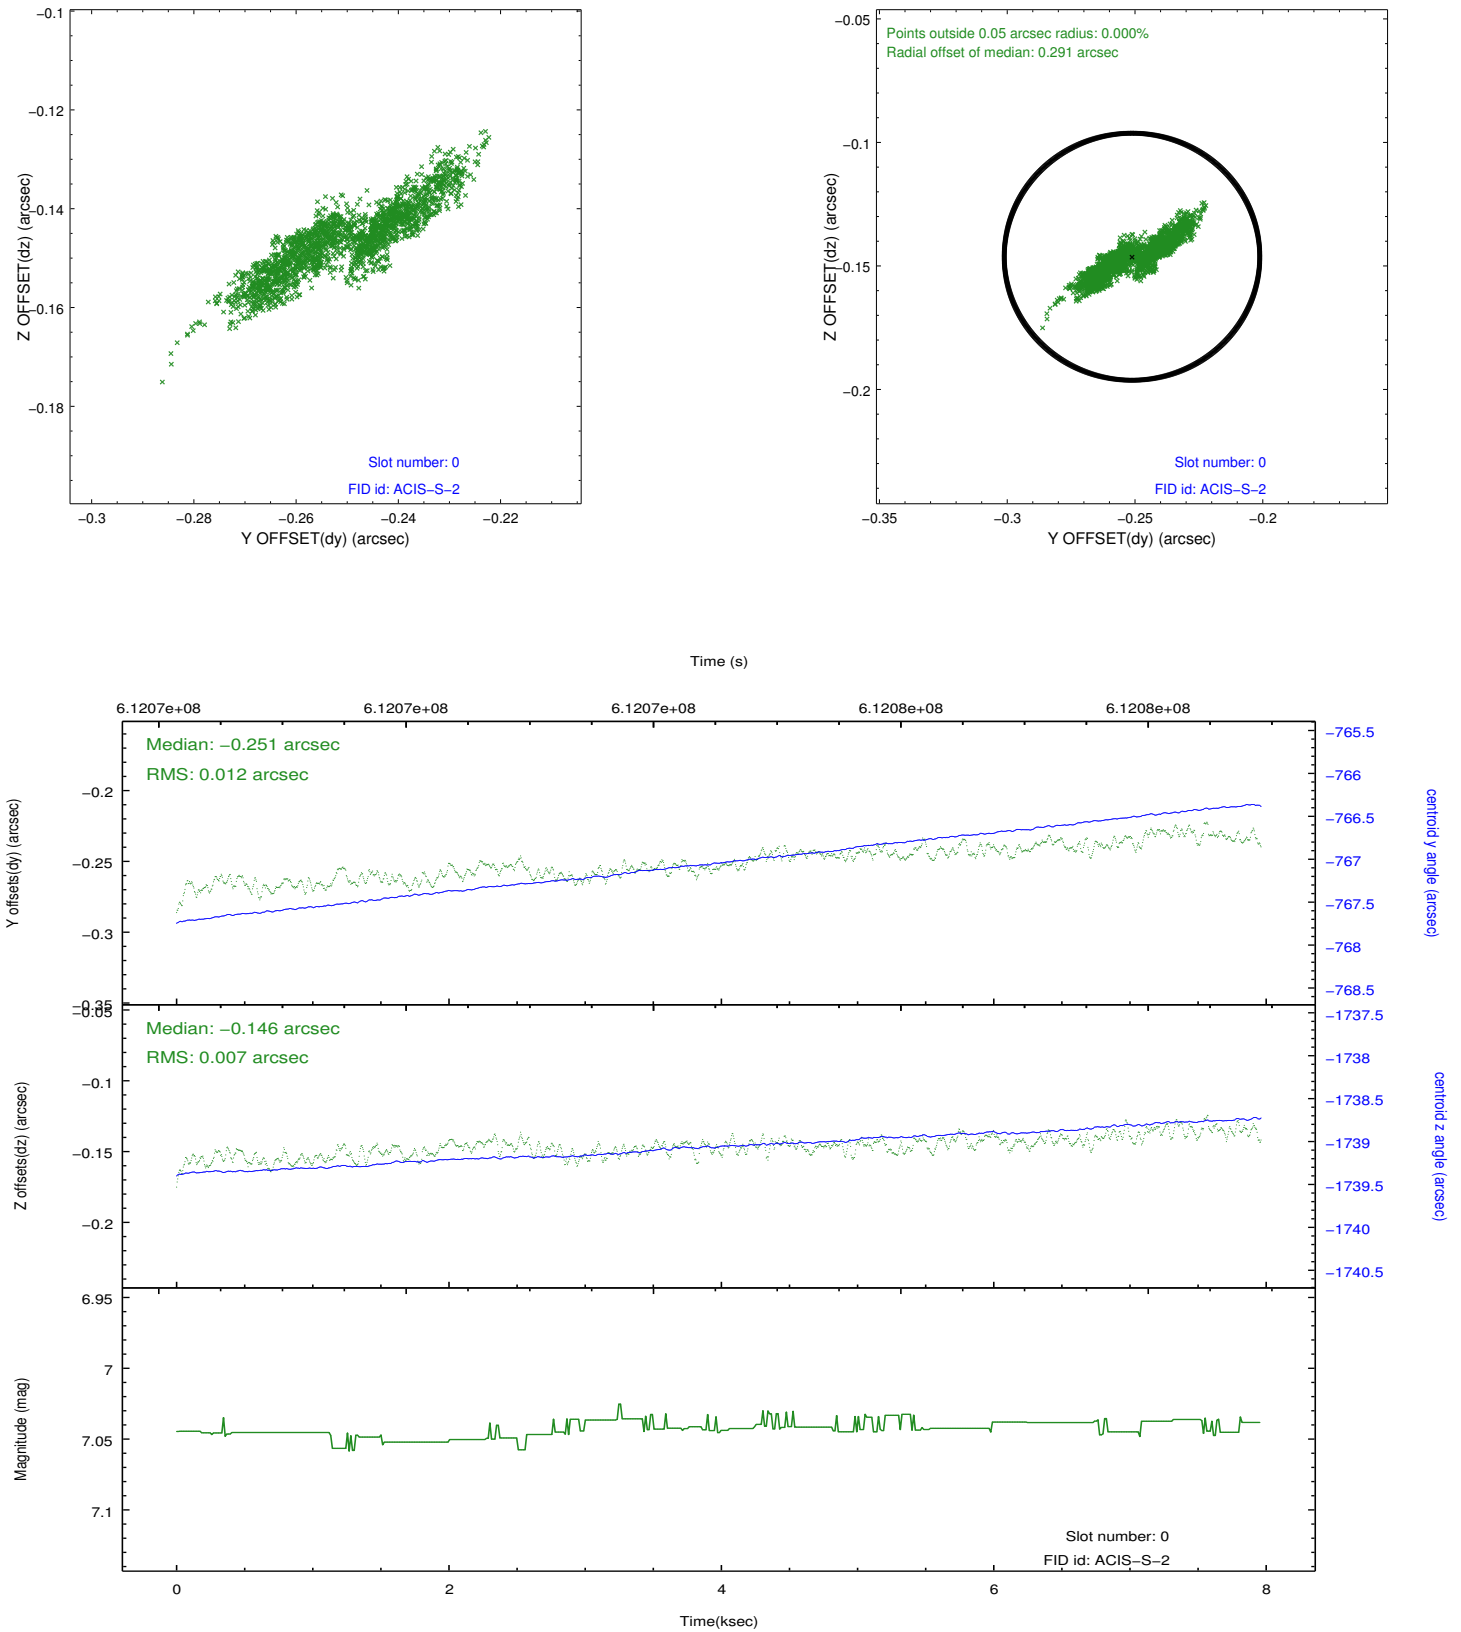 −0.1
−0.12
−0.14
−0.16
−0.18
Z OFFSET(dz) (arcsec)
Slot number: 0
FID id: ACIS−S−2
−0.3 −0.28 −0.26 −0.24 −0.22
Y OFFSET(dy) (arcsec)
Points outside 0.05 arcsec radius: 0.000%
Radial offset of median: 0.291 arcsec
−0.05
−0.1
−0.15
−0.2
Z OFFSET(dz) (arcsec)
Slot number: 0
FID id: ACIS−S−2
−0.35 −0.3 −0.25 −0.2
Y OFFSET(dy) (arcsec)
Time (s)
6.1207e+08 6.1207e+08 6.1207e+08 6.1208e+08 6.1208e+08
Median: −0.251 arcsec
RMS: 0.012 arcsec
−0.2
−0.25
−0.3
−0.35
Y offsets(dy) (arcsec)
−765.5
−766
−766.5
−767
−767.5
−768
−768.5
centroid y angle (arcsec)
Median: −0.146 arcsec
RMS: 0.007 arcsec
−0.05
−0.1
−0.15
−0.2
Z offsets(dz) (arcsec)
−1737.5
−1738
−1738.5
−1739
−1739.5
−1740
−1740.5
centroid z angle (arcsec)
6.95
7
7.05
7.1
Magnitude (mag)
Slot number: 0
FID id: ACIS−S−2
0 2 4 6 8
Time(ksec)